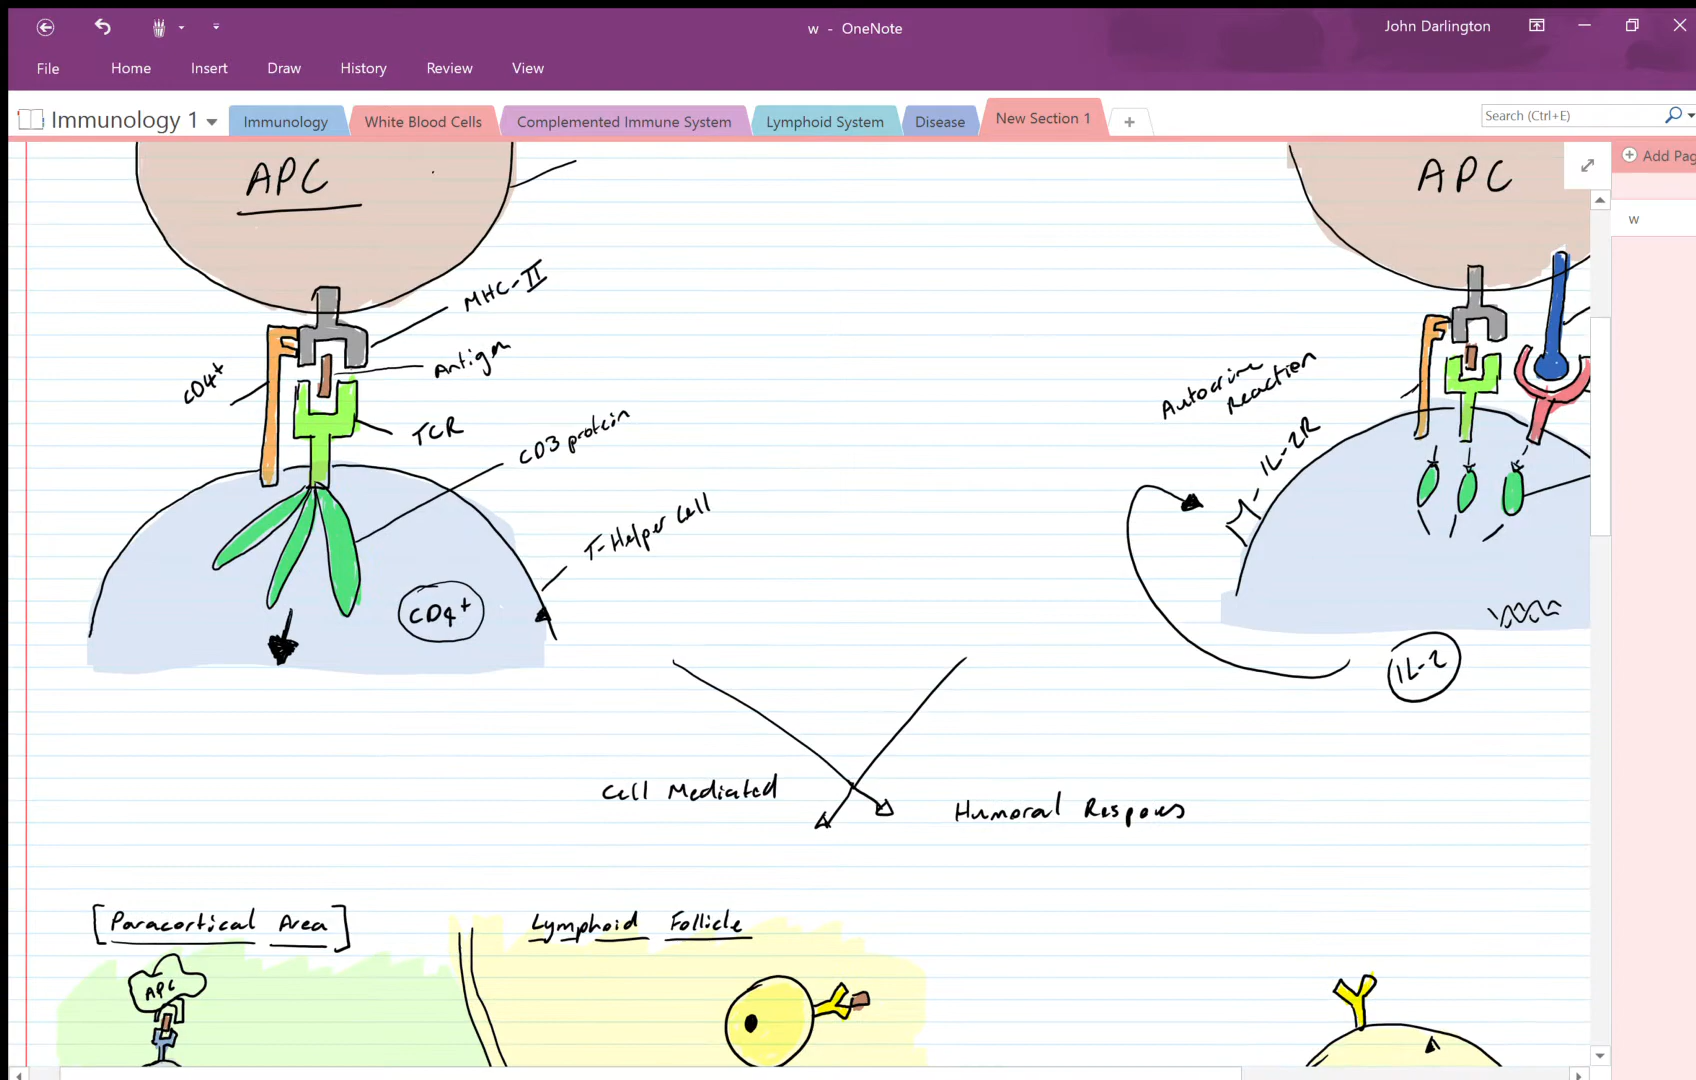 w - OneNote
John Darlington
File Home Insert Draw History Review View
Immunology 1
Immunology
White Blood Cells
Complemented Immune System
Lymphoid System
Disease
New Section 1
Search (Ctrl+E)
Add Pag
w
APC
MHC-II
Antigen
CD4+
TCR
CD3 protein
T-Helper Cell
CD4+
APC
Autocrine
Reaction
IL-2R
IL-2
Cell Mediated
Humoral Respons
[Paracortical Area]
Lymphoid Follicle
APC